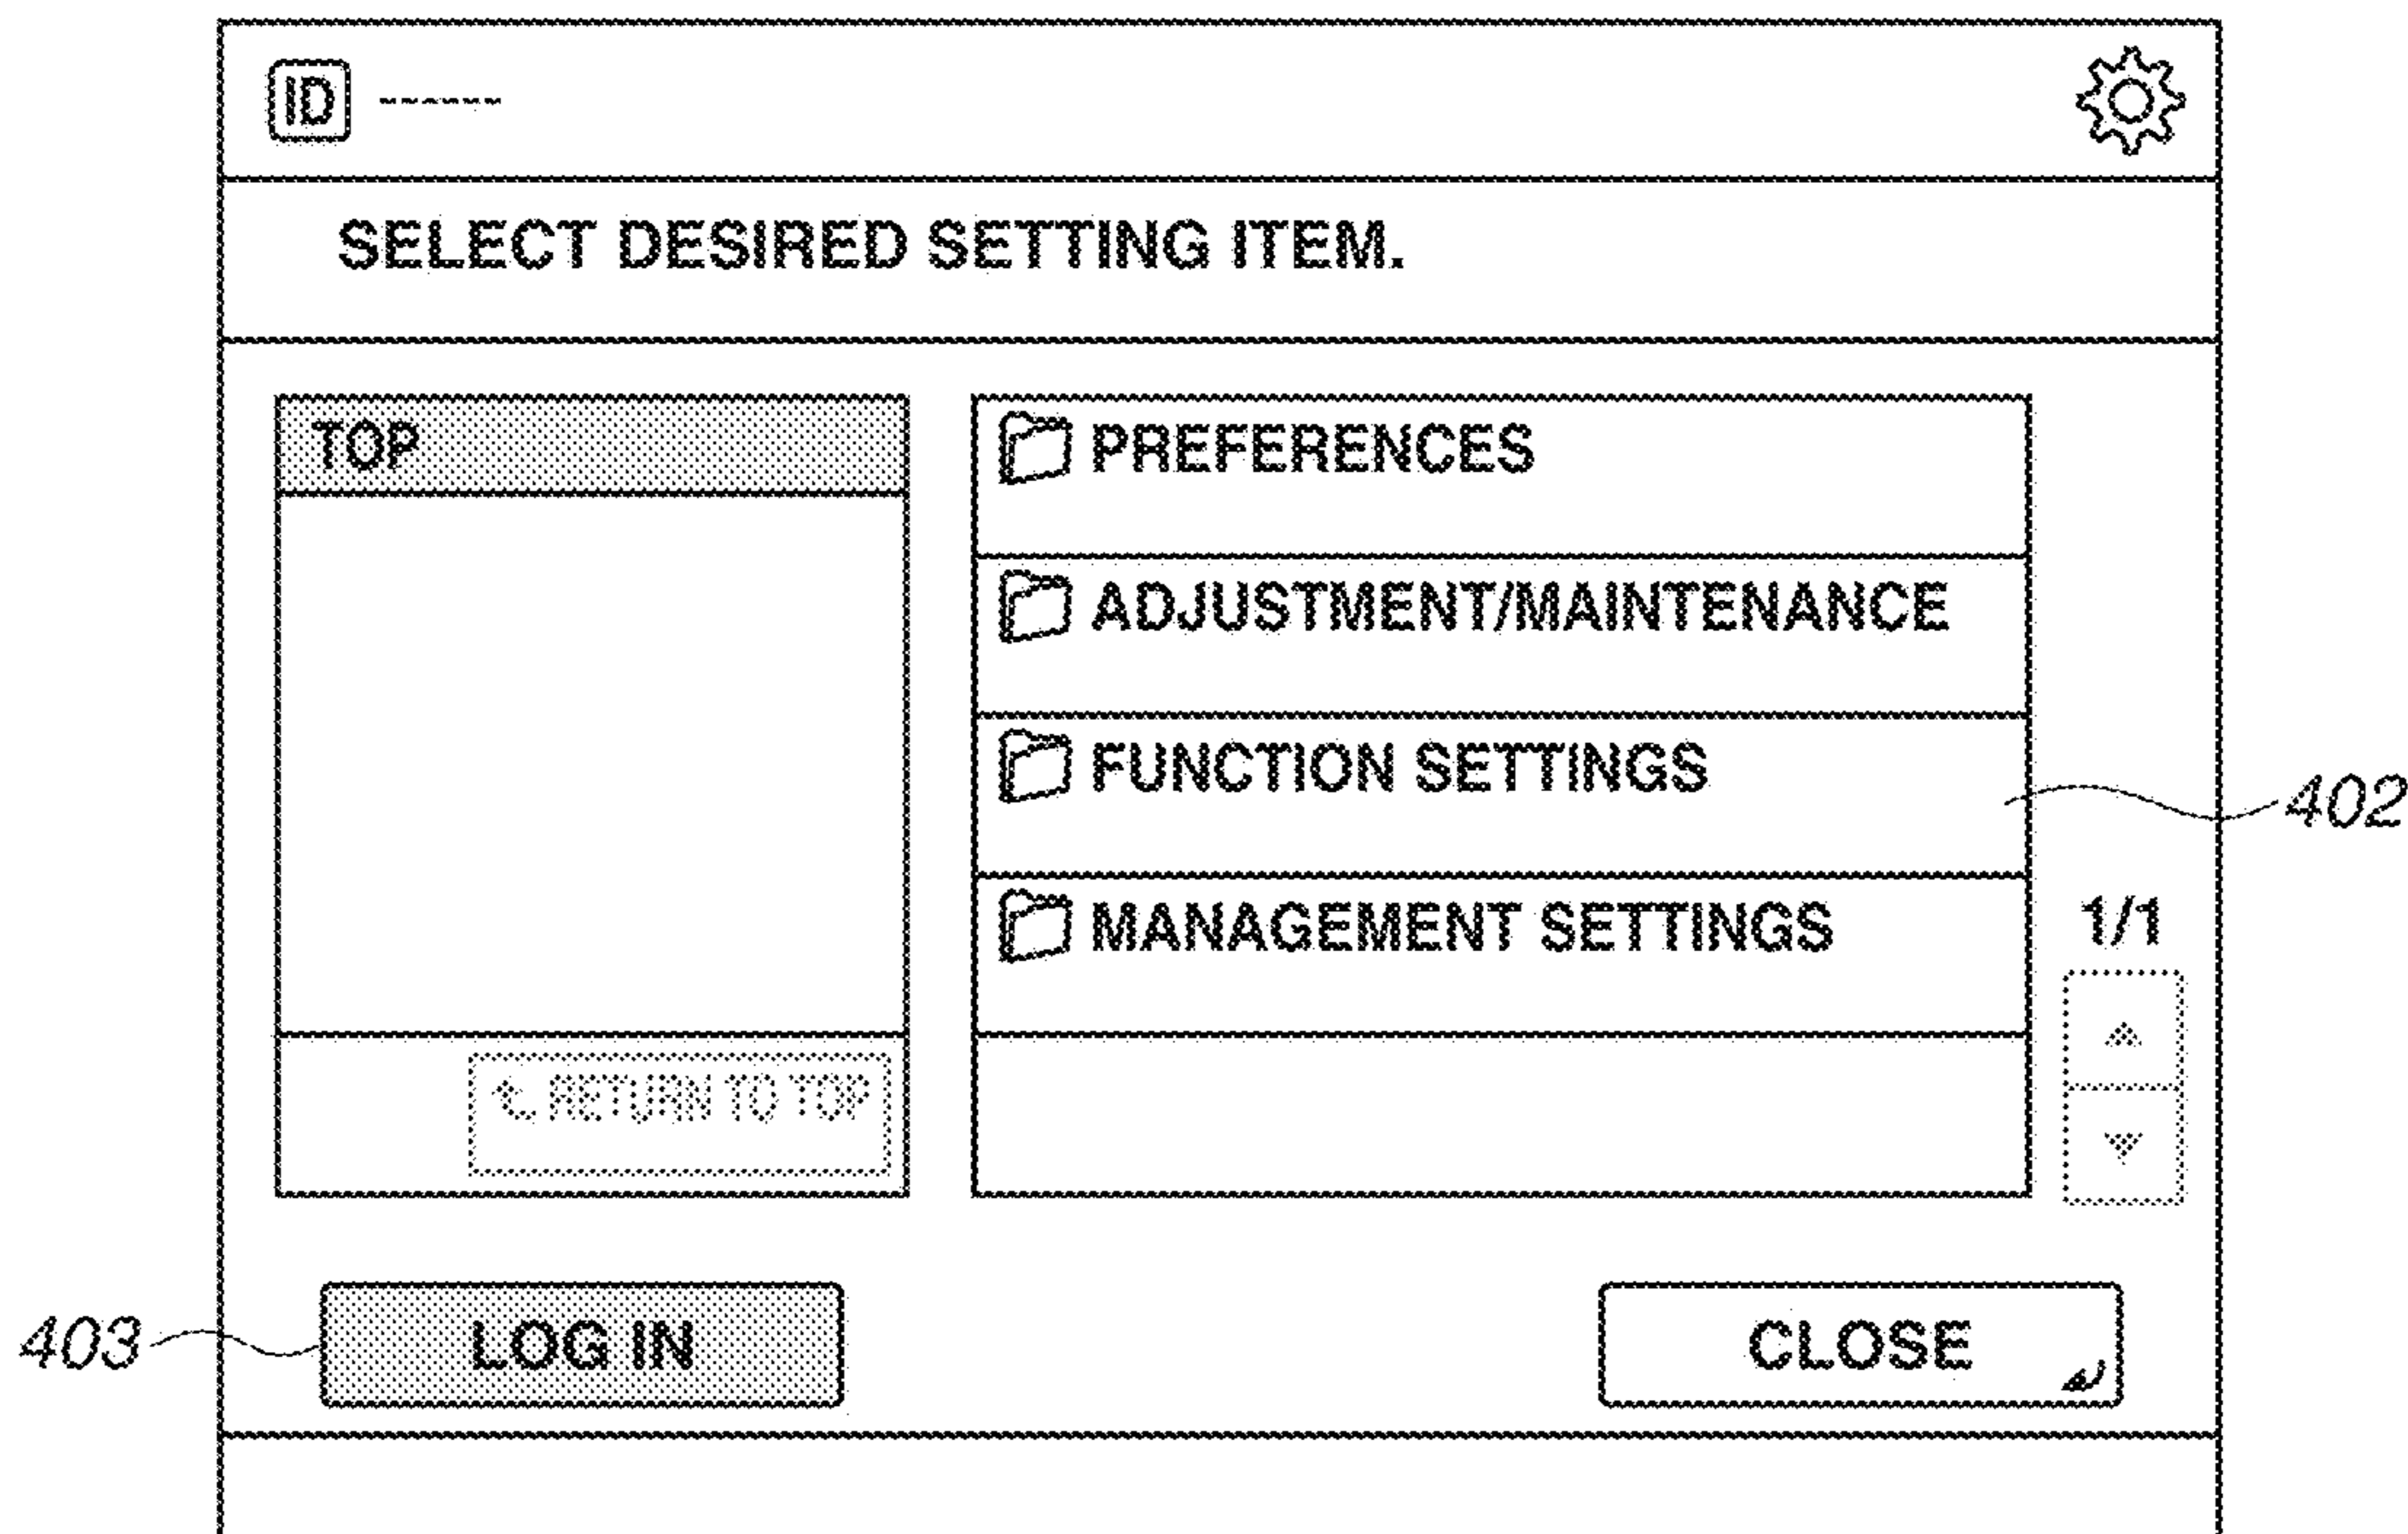 ID ------
SELECT DESIRED SETTING ITEM.
TOP
PREFERENCES
ADJUSTMENT/MAINTENANCE
FUNCTION SETTINGS
402
MANAGEMENT SETTINGS
1/1
RETURN TO TOP
403
LOG IN
CLOSE